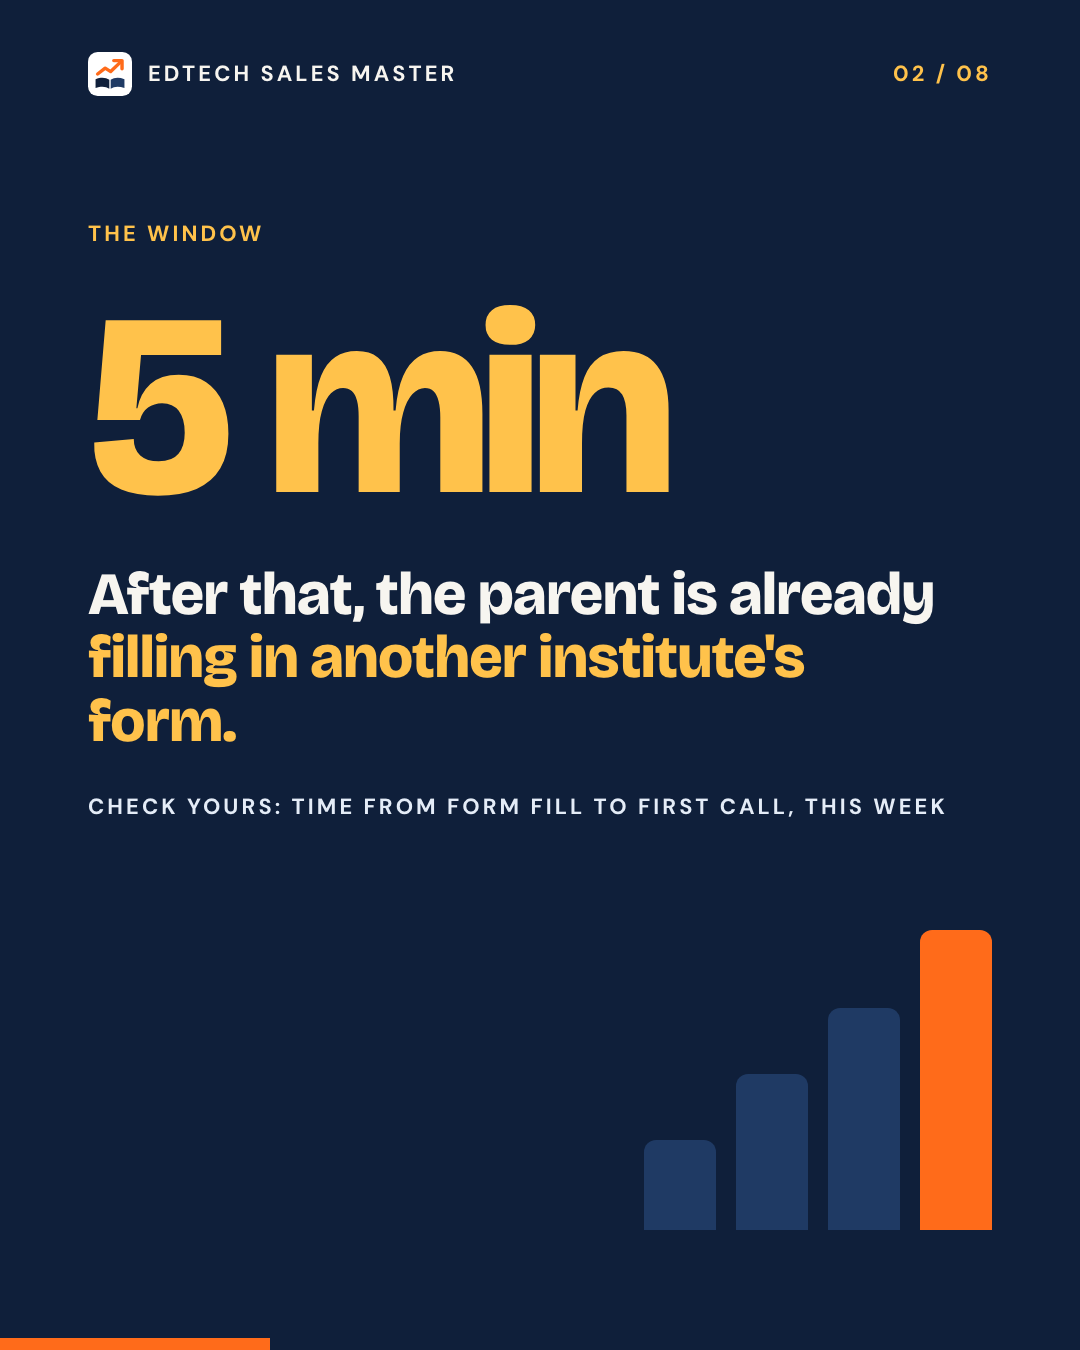 EDTECH SALES MASTER
02 / 08
THE WINDOW
5 min
After that, the parent is already
filling in another institute's
form.
CHECK YOURS: TIME FROM FORM FILL TO FIRST CALL, THIS WEEK